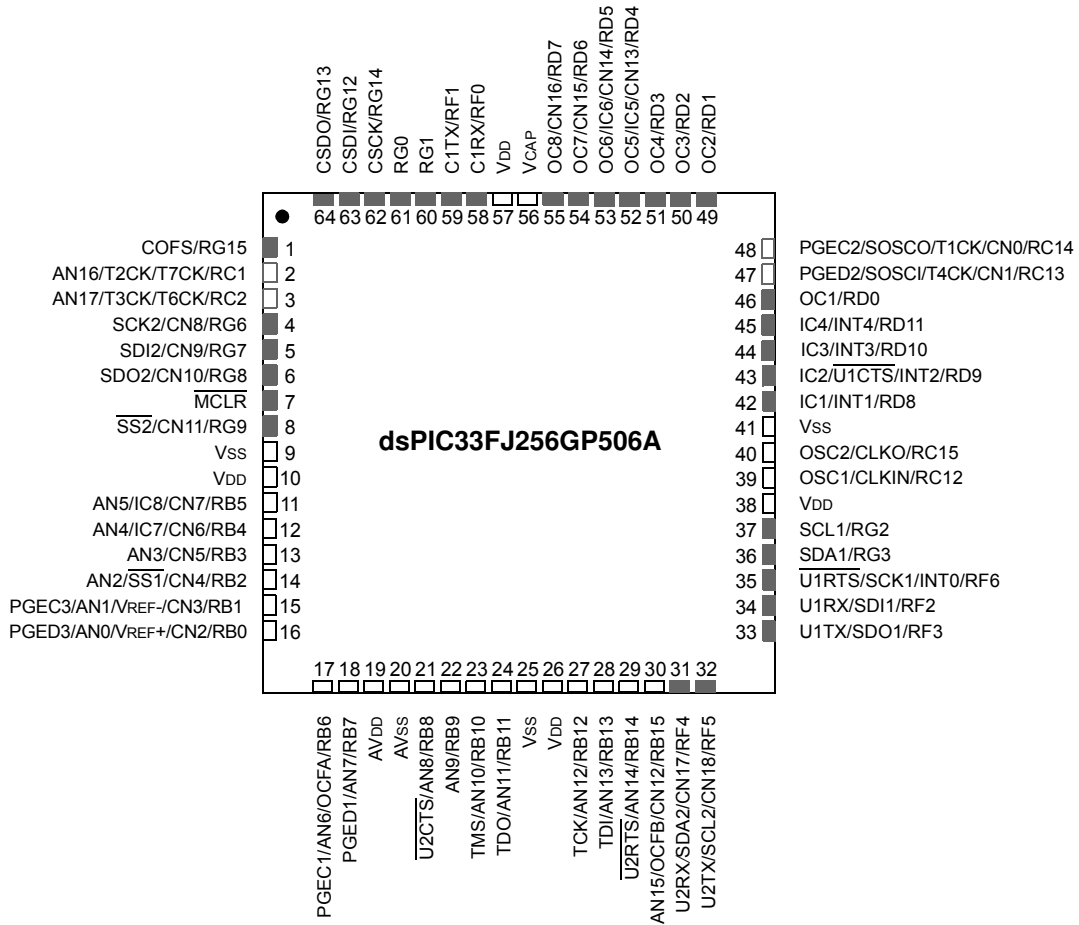 CSDO/RG13
CSDI/RG12
CSCK/RG14
RG0
RG1
C1TX/RF1
C1RX/RF0
VDD
VCAP
OC8/CN16/RD7
OC7/CN15/RD6
OC6/IC6/CN14/RD5
OC5/IC5/CN13/RD4
OC4/RD3
OC3/RD2
OC2/RD1
64 63 62 61 60 59 58 57 56 55 54 53 52 51 50 49
COFS/RG15 1
AN16/T2CK/T7CK/RC1 2
AN17/T3CK/T6CK/RC2 3
SCK2/CN8/RG6 4
SDI2/CN9/RG7 5
SDO2/CN10/RG8 6
MCLR 7
SS2/CN11/RG9 8
VSS 9
VDD 10
AN5/IC8/CN7/RB5 11
AN4/IC7/CN6/RB4 12
AN3/CN5/RB3 13
AN2/SS1/CN4/RB2 14
PGEC3/AN1/VREF-/CN3/RB1 15
PGED3/AN0/VREF+/CN2/RB0 16
dsPIC33FJ256GP506A
48 PGEC2/SOSCO/T1CK/CN0/RC14
47 PGED2/SOSCI/T4CK/CN1/RC13
46 OC1/RD0
45 IC4/INT4/RD11
44 IC3/INT3/RD10
43 IC2/U1CTS/INT2/RD9
42 IC1/INT1/RD8
41 VSS
40 OSC2/CLKO/RC15
39 OSC1/CLKIN/RC12
38 VDD
37 SCL1/RG2
36 SDA1/RG3
35 U1RTS/SCK1/INT0/RF6
34 U1RX/SDI1/RF2
33 U1TX/SDO1/RF3
17 18 19 20 21 22 23 24 25 26 27 28 29 30 31 32
PGEC1/AN6/OCFA/RB6
PGED1/AN7/RB7
AVDD
AVSS
U2CTS/AN8/RB8
AN9/RB9
TMS/AN10/RB10
TDO/AN11/RB11
VSS
VDD
TCK/AN12/RB12
TDI/AN13/RB13
U2RTS/AN14/RB14
AN15/OCFB/CN12/RB15
U2RX/SDA2/CN17/RF4
U2TX/SCL2/CN18/RF5